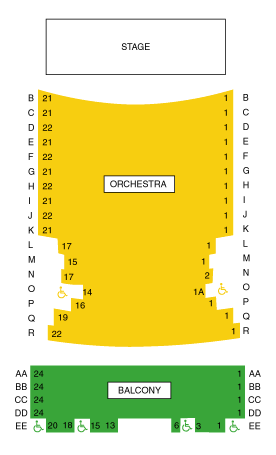 STAGE
B 21 1 B
C 21 1 C
D 22 1 D
E 21 1 E
F 22 1 F
G 21 1 G
ORCHESTRA
H 22 1 H
I 21 1 I
J 22 1 J
K 21 1 K
L 17 1 L
M 15 1 M
N 17 2 N
O 14 1A O
P 16 1 P
Q 19 1 Q
R 22 1 R
AA 24 1 AA
BB 24 1 BB
BALCONY
CC 24 1 CC
DD 24 1 DD
EE 20 18 15 13 6 3 1 EE